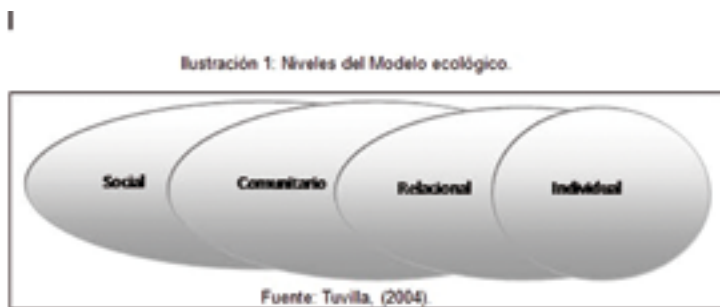 Ilustración 1: Niveles del Modelo ecológico.
Social Comunitario Relacional Individual
Fuente: Tuvilla, (2004).